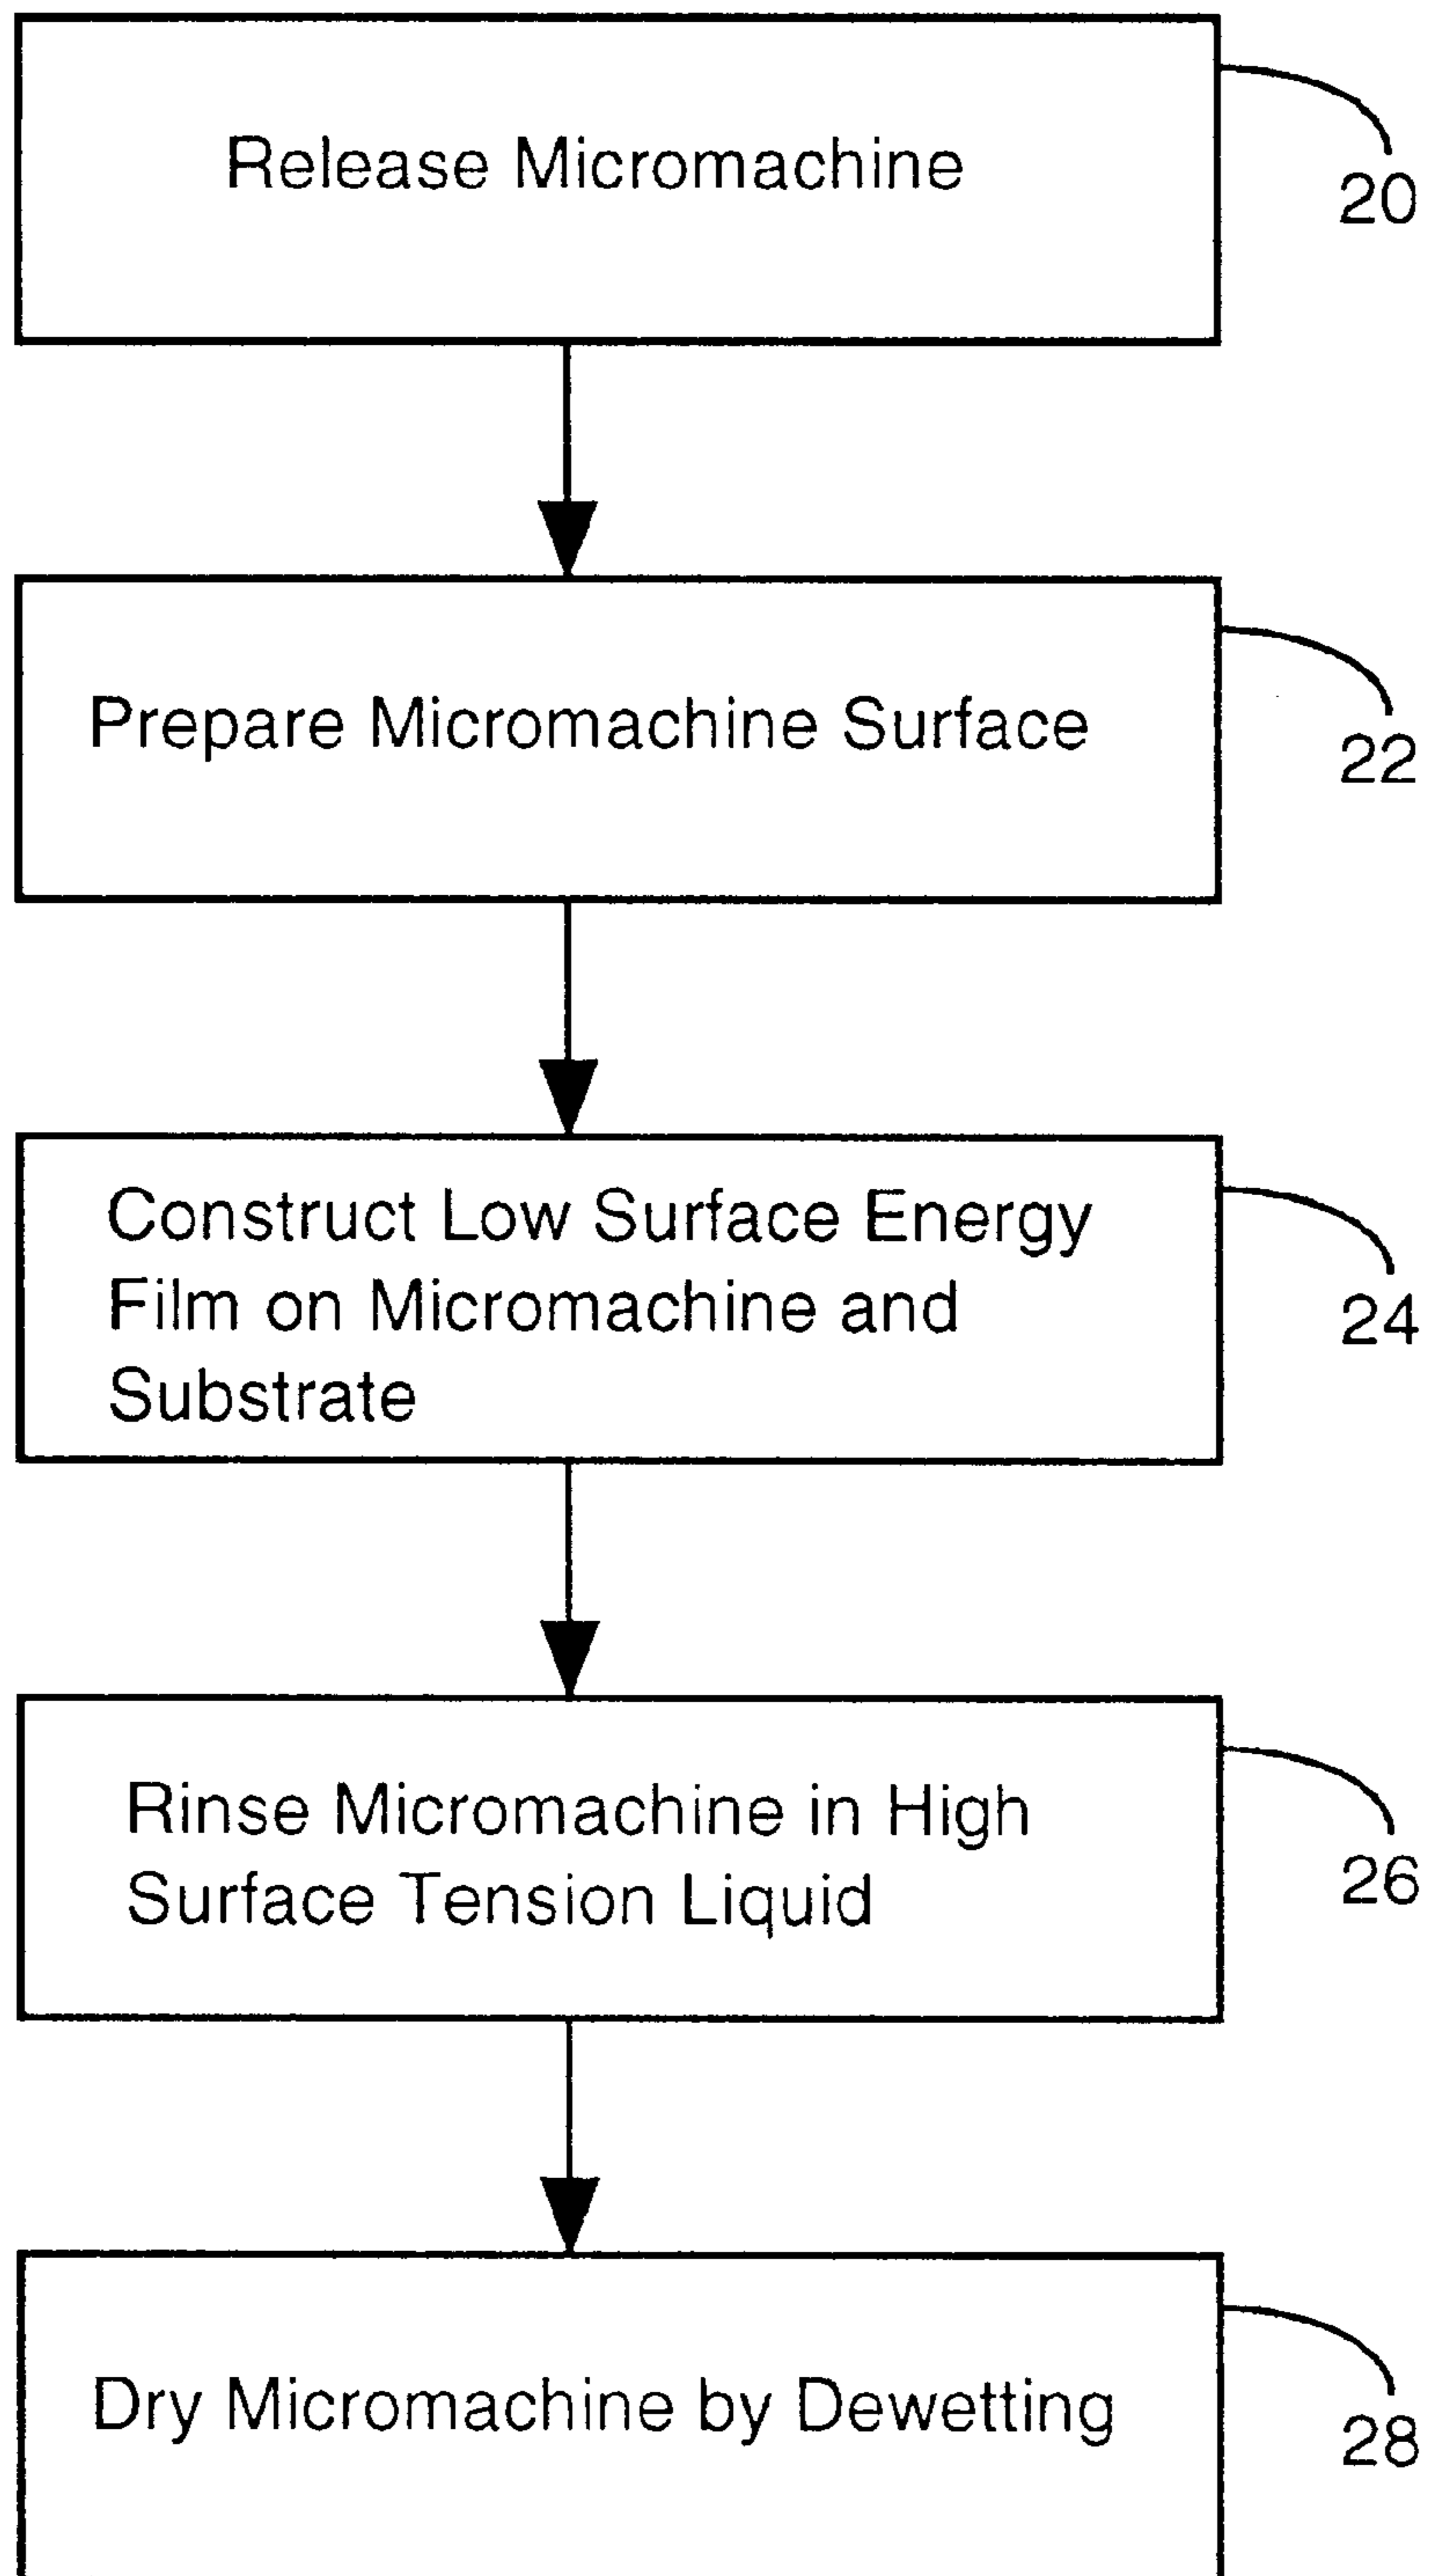 Release Micromachine
20
Prepare Micromachine Surface
22
Construct Low Surface Energy
Film on Micromachine and
Substrate
24
Rinse Micromachine in High
Surface Tension Liquid
26
Dry Micromachine by Dewetting
28